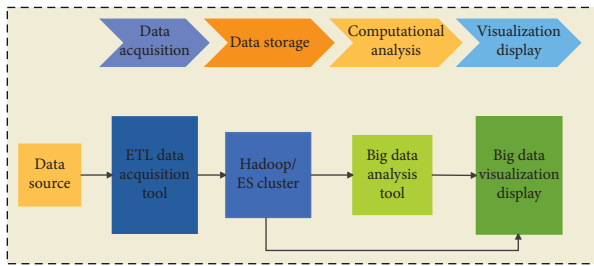 Data
acquisition
Data storage
Computational
analysis
Visualization
display
Data
source
ETL data
acquisition
tool
Hadoop/
ES cluster
Big data
analysis
tool
Big data
visualization
display